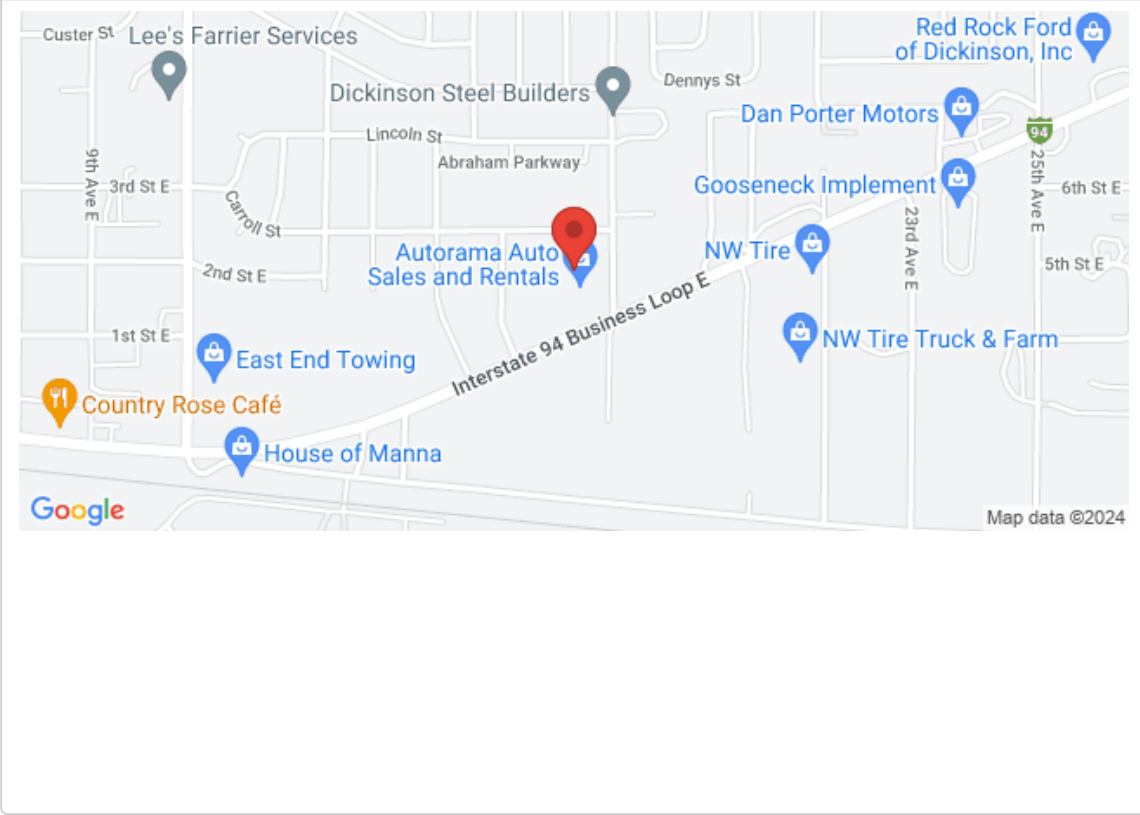 Custer St
Lee's Farrier Services
Red Rock Ford
of Dickinson, Inc
Dennys St
Dickinson Steel Builders
Dan Porter Motors
94
Lincoln St
Abraham Parkway
9th Ave E
25th Ave E
3rd St E
Gooseneck Implement
6th St E
Carroll St
23rd Ave E
Autorama Auto
Sales and Rentals
NW Tire
2nd St E
5th St E
Interstate 94 Business Loop E
1st St E
NW Tire Truck & Farm
East End Towing
Country Rose Café
House of Manna
Google
Map data ©2024